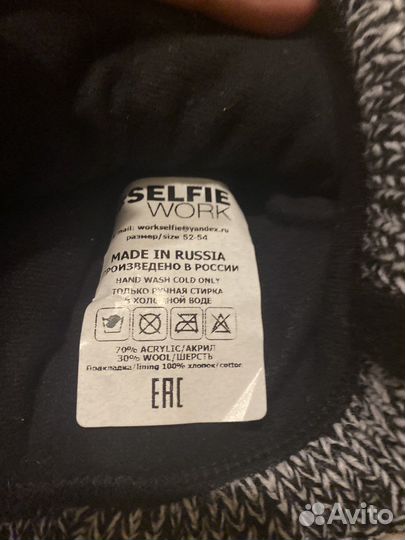 SELFIE
WORK
mail: workselfie@yandex.ru
размер/size 52-54
MADE IN RUSSIA
ПРОИЗВЕДЕНО В РОССИИ
HAND WASH COLD ONLY
ТОЛЬКО РУЧНАЯ СТИРКА
В ХОЛОДНОЙ ВОДЕ
70% ACRYLIC/АКРИЛ
30% WOOL/ШЕРСТЬ
Подкладка/lining 100% хлопок/cotton
EAC
Avito